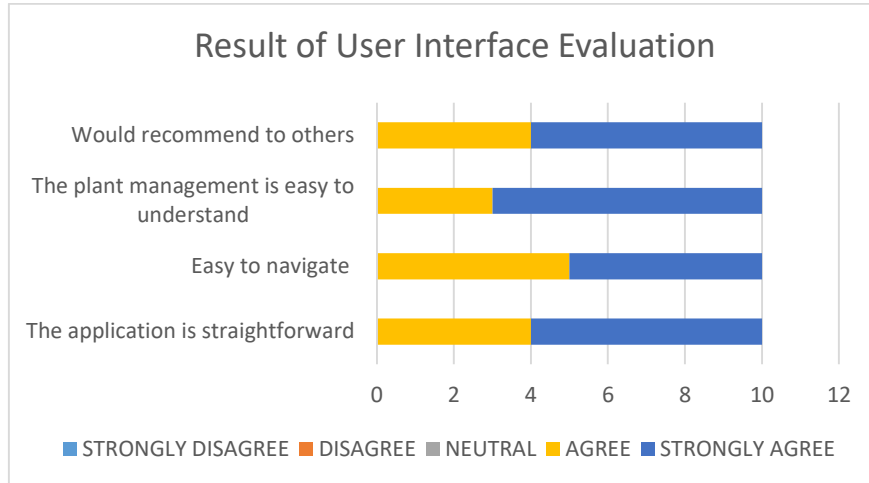 Result of User Interface Evaluation
Would recommend to others
The plant management is easy to
understand
Easy to navigate
The application is straightforward
0 2 4 6 8 10 12
STRONGLY DISAGREE DISAGREE NEUTRAL AGREE STRONGLY AGREE